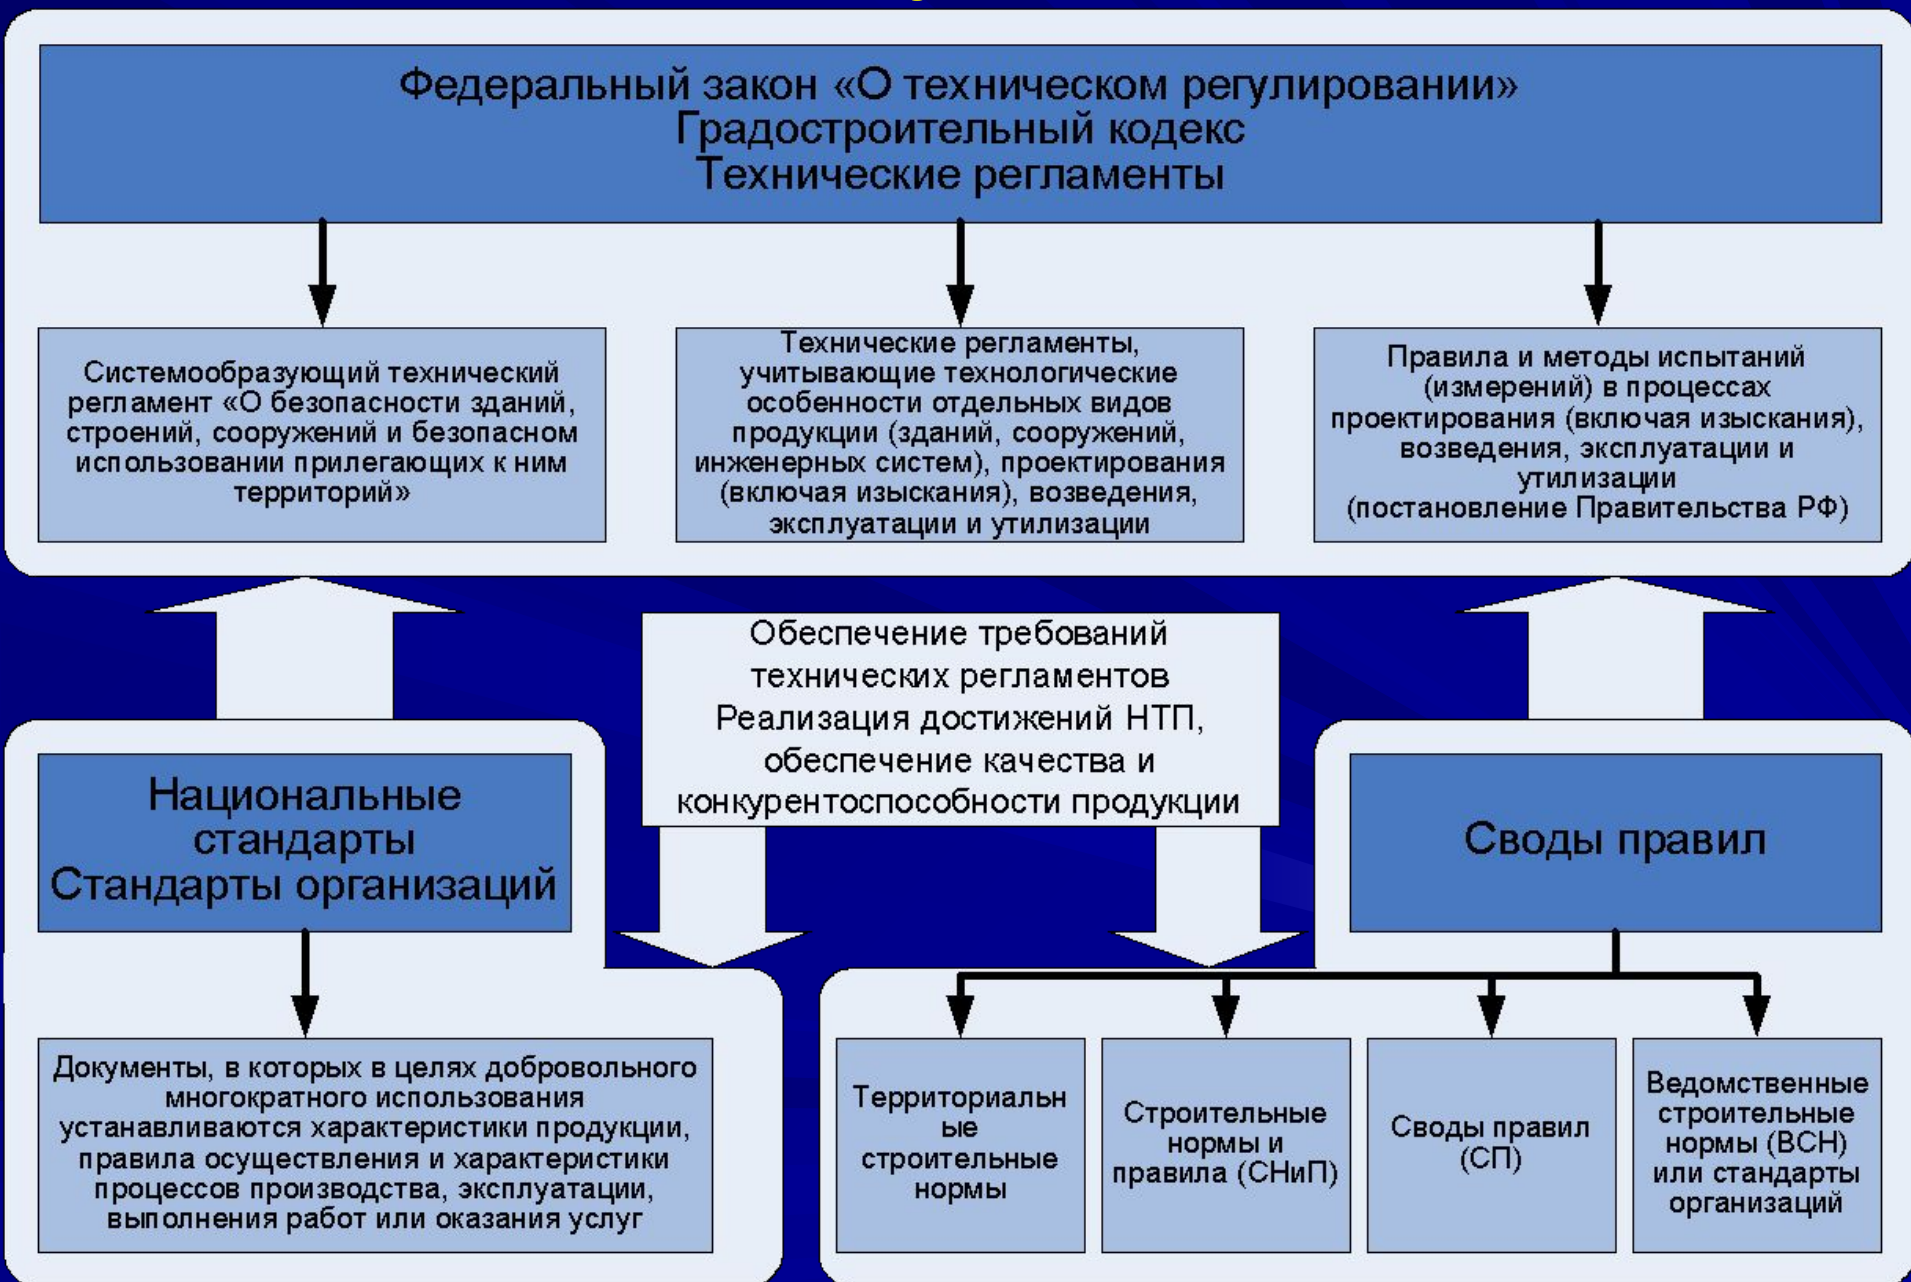 Федеральный закон «О техническом регулировании»
Градостроительный кодекс
Технические регламенты
Системообразующий технический
регламент «О безопасности зданий,
строений, сооружений и безопасном
использовании прилегающих к ним
территорий»
Технические регламенты,
учитывающие технологические
особенности отдельных видов
продукции (зданий, сооружений,
инженерных систем), проектирования
(включая изыскания), возведения,
эксплуатации и утилизации
Правила и методы испытаний
(измерений) в процессах
проектирования (включая изыскания),
возведения, эксплуатации и
утилизации
(постановление Правительства РФ)
Обеспечение требований
технических регламентов
Реализация достижений НТП,
обеспечение качества и
конкурентоспособности продукции
Национальные
стандарты
Стандарты организаций
Своды правил
Документы, в которых в целях добровольного
многократного использования
устанавливаются характеристики продукции,
правила осуществления и характеристики
процессов производства, эксплуатации,
выполнения работ или оказания услуг
Территориальн
ые
строительные
нормы
Строительные
нормы и
правила (СНиП)
Своды правил
(СП)
Ведомственные
строительные
нормы (ВСН)
или стандарты
организаций